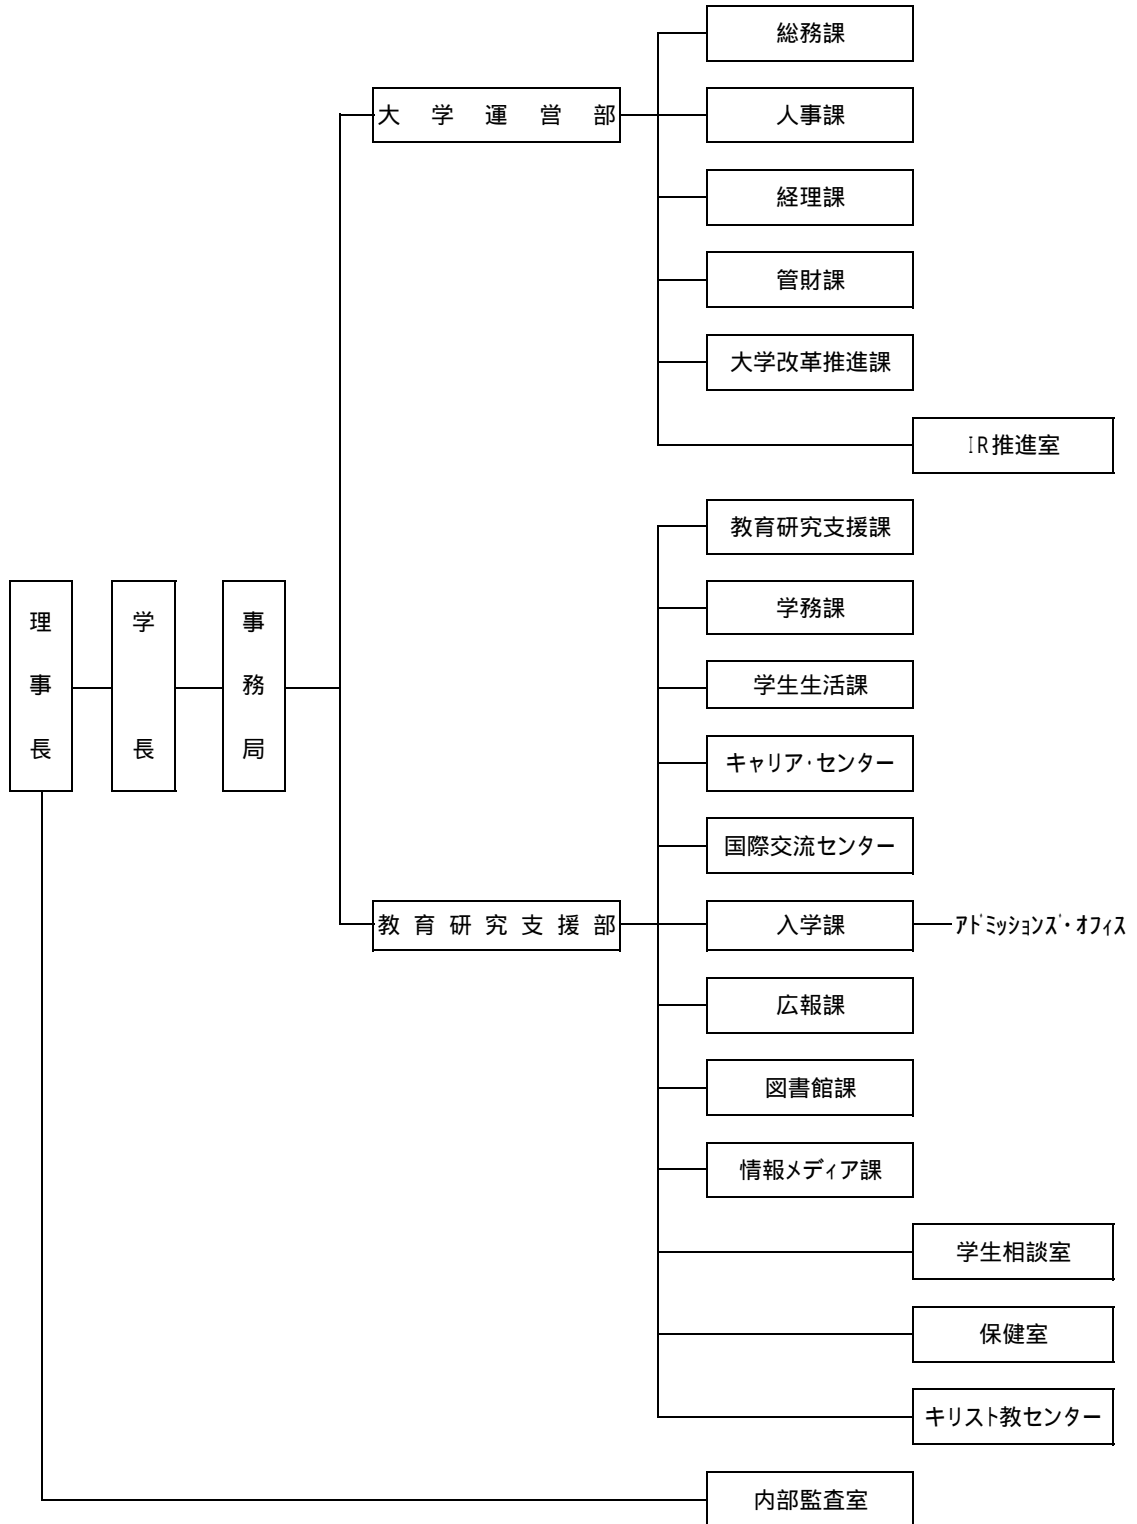 総務課
大学運営部
人事課
経理課
管財課
大学改革推進課
IR推進室
教育研究支援課
学務課
理事長
学長
事務局
学生生活課
キャリア・センター
国際交流センター
教育研究支援部
入学課
アドミッションズ・オフィス
広報課
図書館課
情報メディア課
学生相談室
保健室
キリスト教センター
内部監査室